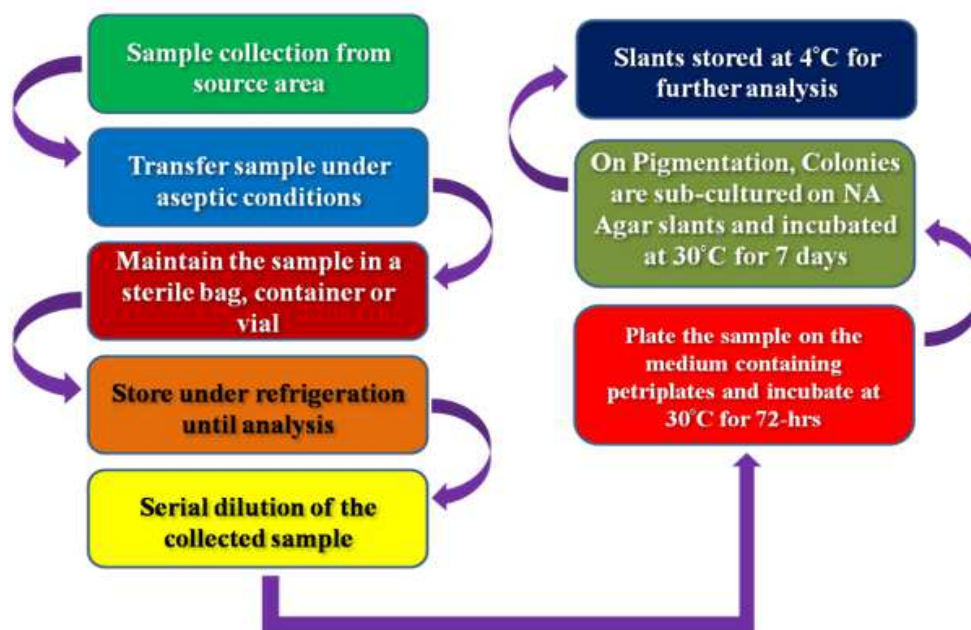 Sample collection from
source area
Transfer sample under
aseptic conditions
Maintain the sample in a
sterile bag, container or
vial
Store under refrigeration
until analysis
Serial dilution of the
collected sample
Plate the sample on the
medium containing
petriplates and incubate at
30°C for 72-hrs
On Pigmentation, Colonies
are sub-cultured on NA
Agar slants and incubated
at 30°C for 7 days
Slants stored at 4°C for
further analysis